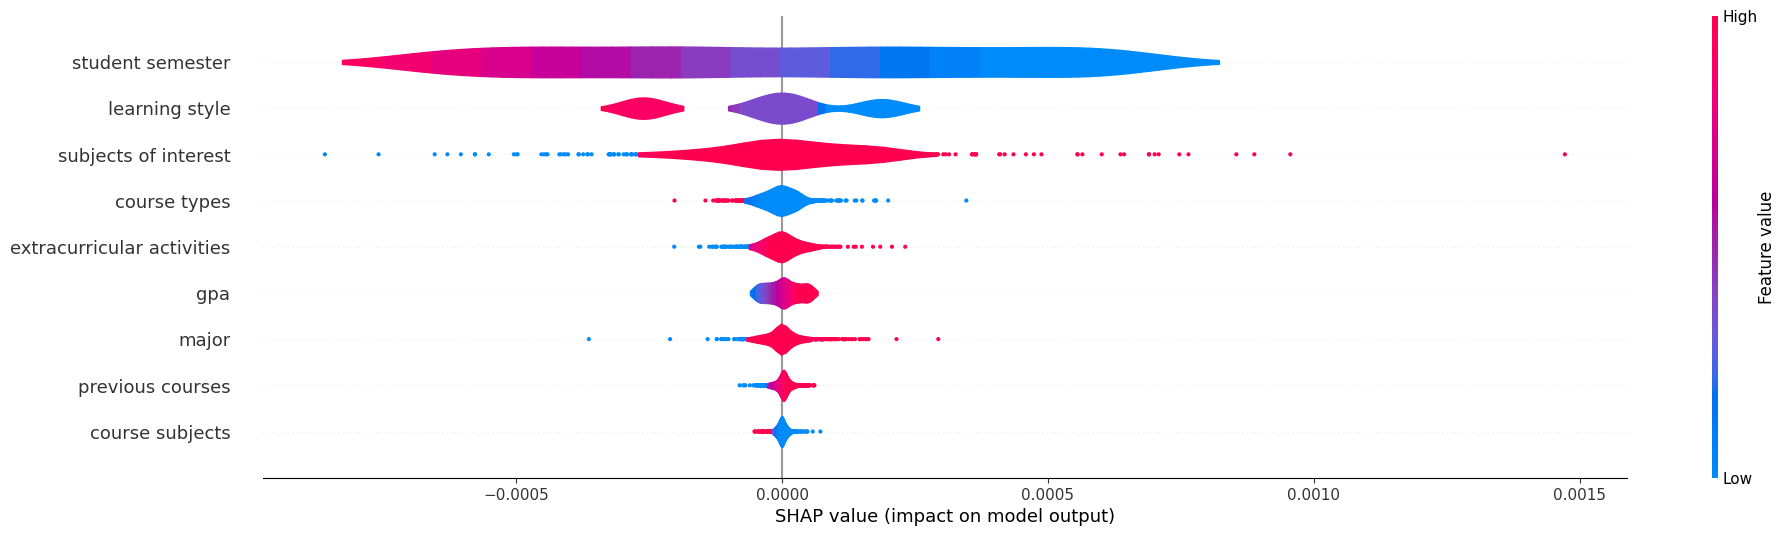 student semester
learning style
subjects of interest
course types
extracurricular activities
gpa
major
previous courses
course subjects
−0.0005 0.0000 0.0005 0.0010 0.0015
SHAP value (impact on model output)
High
Feature value
Low